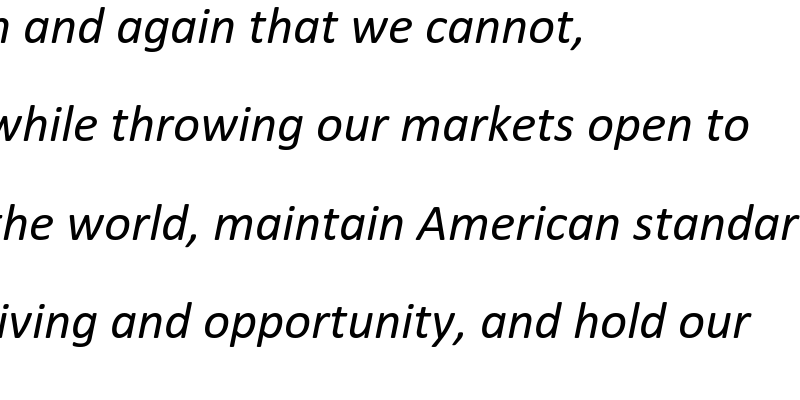 and again that we cannot,
while throwing our markets open to
the world, maintain American standar
iving and opportunity, and hold our